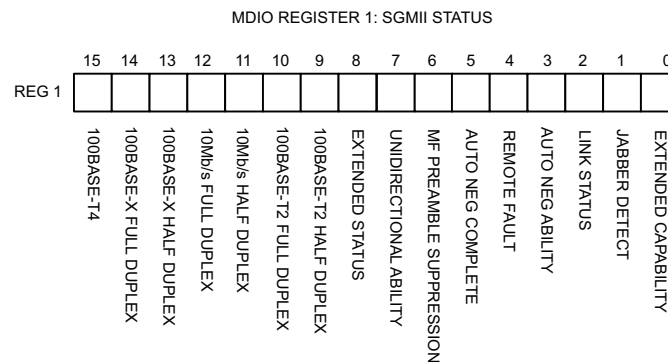 MDIO REGISTER 1: SGMII STATUS
15 14 13 12 11 10 9 8 7 6 5 4 3 2 1 0
REG 1
100BASE-T4
100BASE-X FULL DUPLEX
100BASE-X HALF DUPLEX
10Mb/s FULL DUPLEX
10Mb/s HALF DUPLEX
100BASE-T2 FULL DUPLEX
100BASE-T2 HALF DUPLEX
EXTENDED STATUS
UNIDIRECTIONAL ABILITY
MF PREAMBLE SUPPRESSION
AUTO NEG COMPLETE
REMOTE FAULT
AUTO NEG ABILITY
LINK STATUS
JABBER DETECT
EXTENDED CAPABILITY